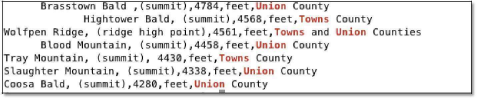 Brasstown Bald ,(summit),4784,feet,Union County
Hightower Bald, (summit),4568,feet,Towns County
Wolfpen Ridge, (ridge high point),4561,feet,Towns and Union Counties
Blood Mountain, (summit),4458,feet,Union County
Tray Mountain, (summit), 4430,feet,Towns County
Slaughter Mountain, (summit),4338,feet,Union County
Coosa Bald, (summit),4280,feet,Union County